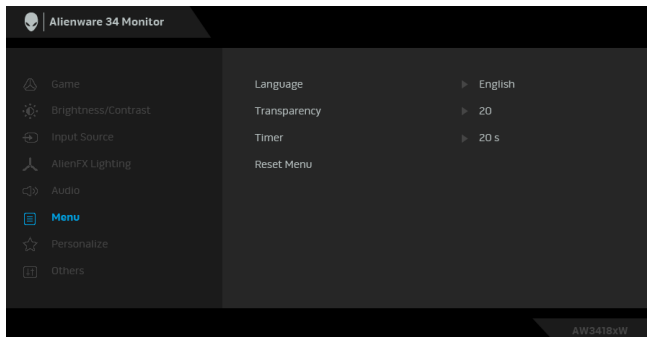 Alienware 34 Monitor
Game
Brightness/Contrast
Input Source
AlienFX Lighting
Audio
Menu
Personalize
Others
Language English
Transparency 20
Timer 20 s
Reset Menu
AW3418xW